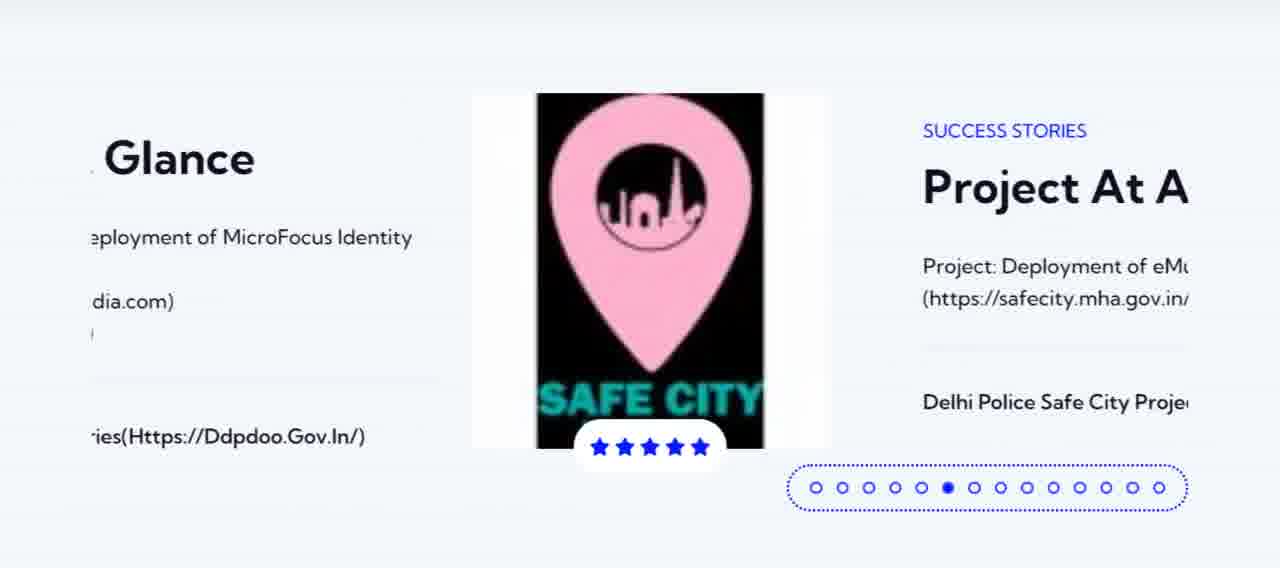 . Glance
eployment of MicroFocus Identity
dia.com)
)
ries(Https://Ddpdoo.Gov.In/)
SAFE CITY
SUCCESS STORIES
Project At A
Project: Deployment of eMu
(https://safecity.mha.gov.in/
Delhi Police Safe City Projec